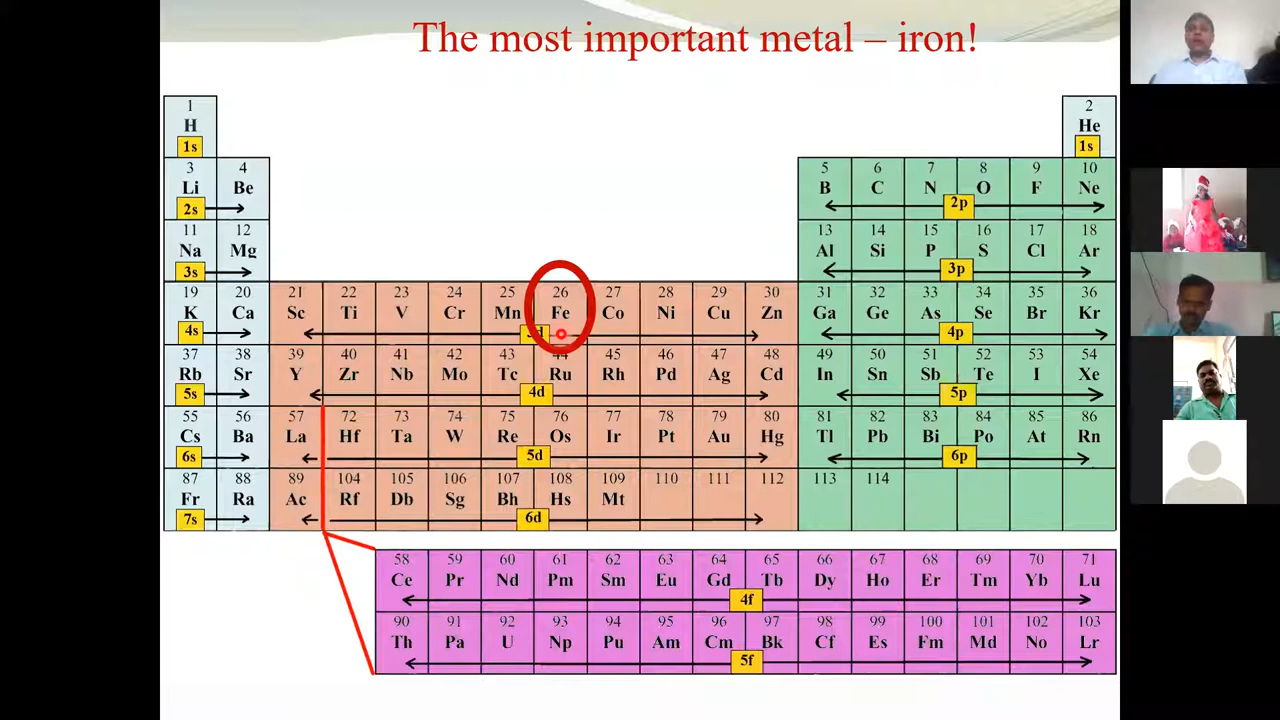 The most important metal – iron!
1 2
H He
1s 1s
3 4 5 6 7 8 9 10
Li Be B C N O F Ne
2s 2p
11 12 13 14 15 16 17 18
Na Mg Al Si P S Cl Ar
3s 3p
19 20 21 22 23 24 25 26 27 28 29 30 31 32 33 34 35 36
K Ca Sc Ti V Cr Mn Fe Co Ni Cu Zn Ga Ge As Se Br Kr
4s 3d 4p
37 38 39 40 41 42 43 44 45 46 47 48 49 50 51 52 53 54
Rb Sr Y Zr Nb Mo Tc Ru Rh Pd Ag Cd In Sn Sb Te I Xe
5s 4d 5p
55 56 57 72 73 74 75 76 77 78 79 80 81 82 83 84 85 86
Cs Ba La Hf Ta W Re Os Ir Pt Au Hg Tl Pb Bi Po At Rn
6s 5d 6p
87 88 89 104 105 106 107 108 109 110 111 112 113 114
Fr Ra Ac Rf Db Sg Bh Hs Mt
7s 6d
58 59 60 61 62 63 64 65 66 67 68 69 70 71
Ce Pr Nd Pm Sm Eu Gd Tb Dy Ho Er Tm Yb Lu
4f
90 91 92 93 94 95 96 97 98 99 100 101 102 103
Th Pa U Np Pu Am Cm Bk Cf Es Fm Md No Lr
5f